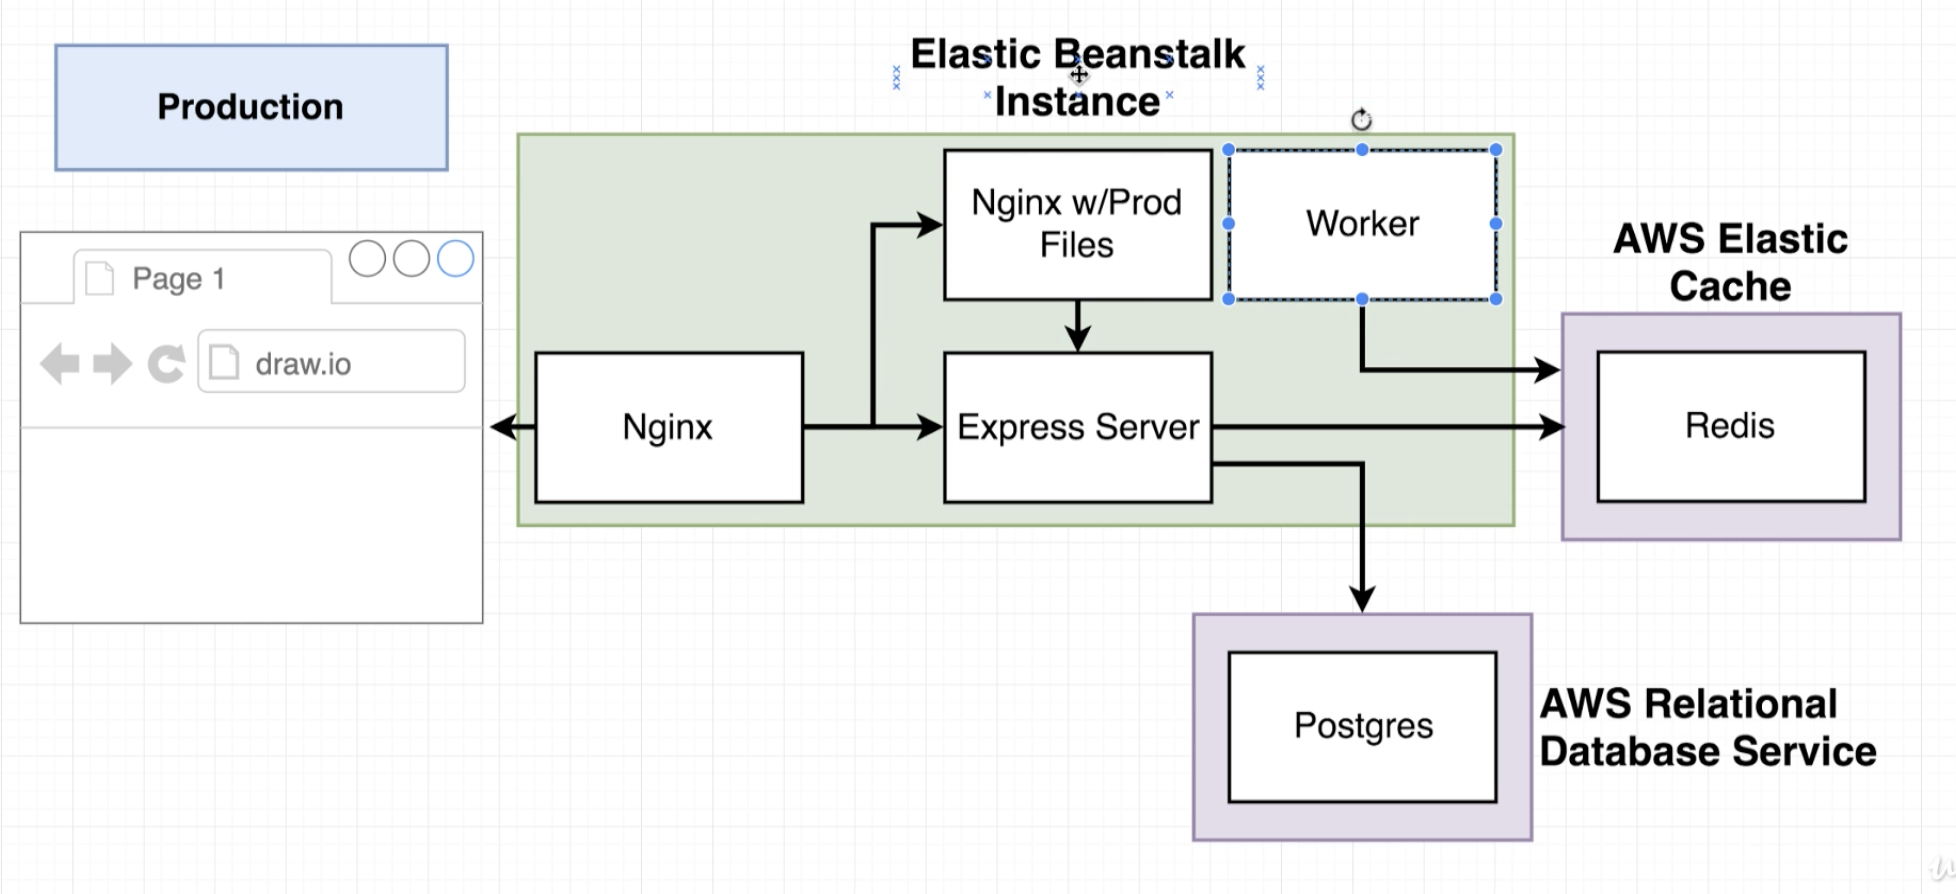 Production
Elastic Beanstalk
Instance
Page 1
draw.io
Nginx w/Prod
Files
Worker
Nginx
Express Server
AWS Elastic
Cache
Redis
Postgres
AWS Relational
Database Service